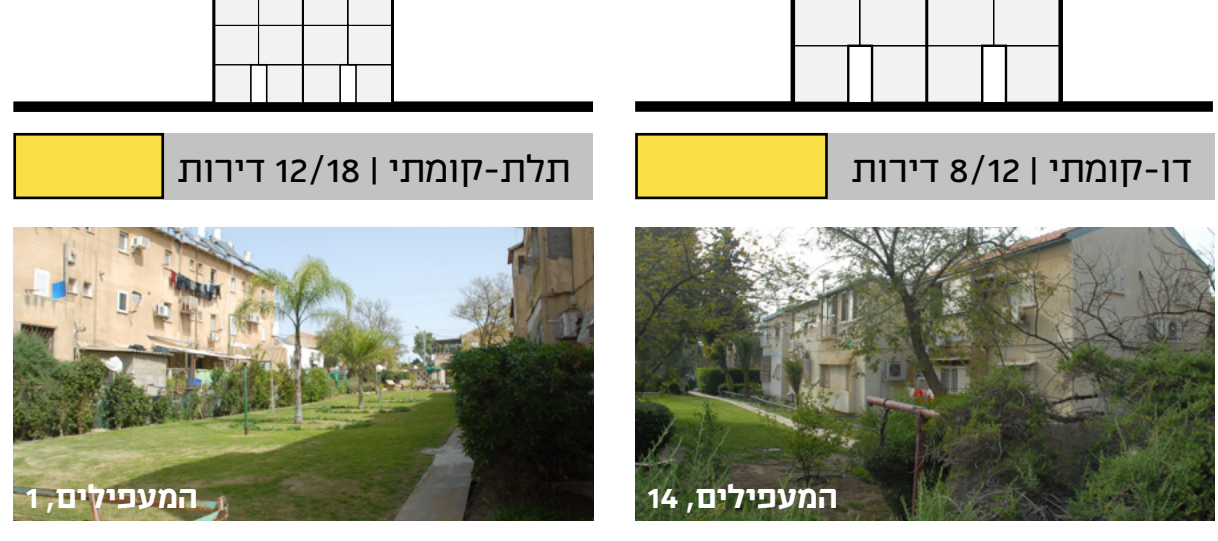 דו-קומתי | 8/12 דירות
תלת-קומתי | 12/18 דירות
המעפילים, 14
המעפילים, 1